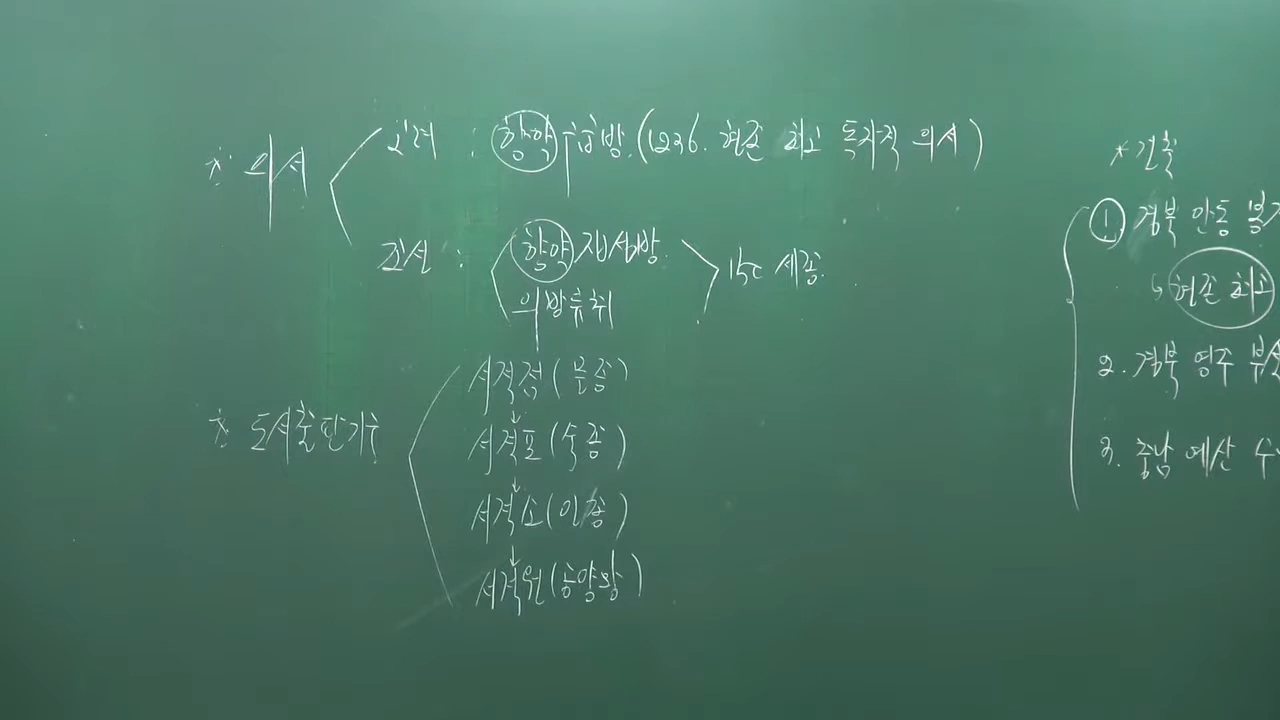 * 의서
고려 : 향약구급방. (1236. 현존 최고 독자적 의서)
조선 : 향약집성방
의방유취
15C 세종.
* 도서출판기구
서적점 (문종)
↓
서적포 (숙종)
↓
서적소 (인종)
↓
서적원 (공양왕)
* 건축
1. 경북 안동 봉
↳ 현존 최고
2. 경북 영주 부석
3. 충남 예산 수